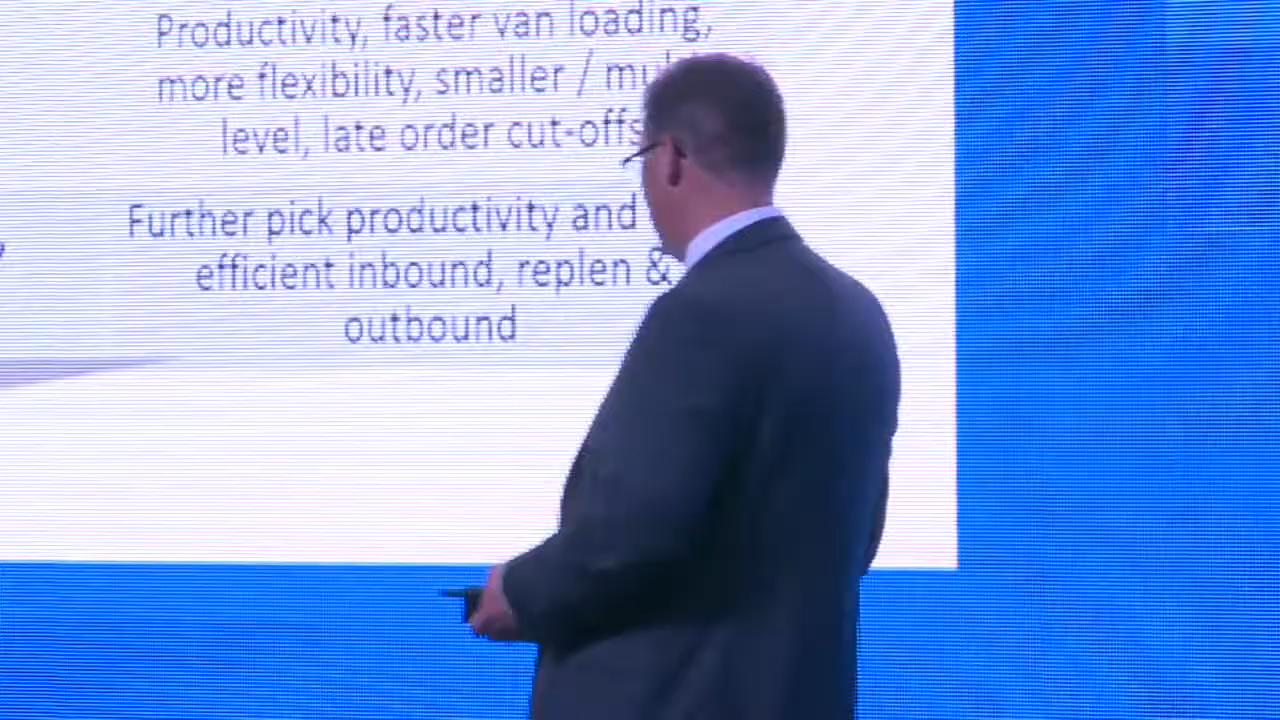 Productivity, faster van loading,
more flexibility, smaller /
level, late order cut-offs
Further pick productivity and
efficient inbound, replen &
outbound